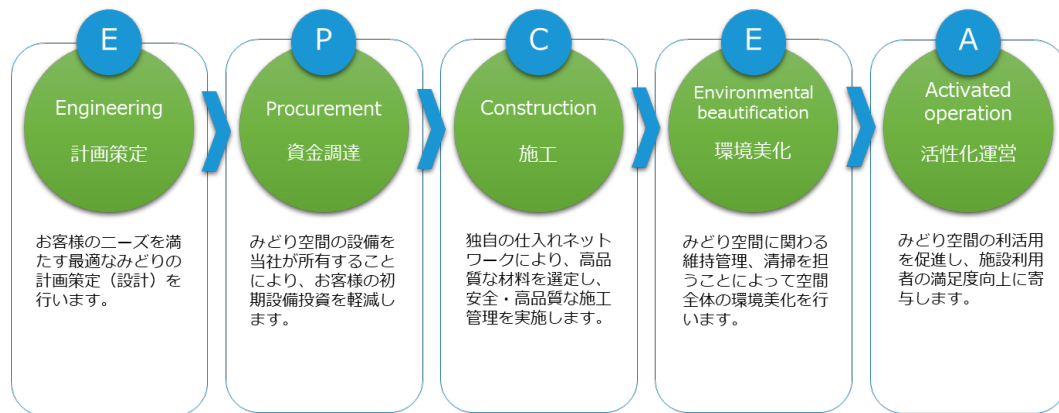 E
Engineering
計画策定
お客様のニーズを満
たす最適なみどりの
計画策定（設計）を
行います。
P
Procurement
資金調達
みどり空間の設備を
当社が所有すること
により、お客様の初
期設備投資を軽減し
ます。
C
Construction
施工
独自の仕入れネット
ワークにより、高品
質な材料を選定し、
安全・高品質な施工
管理を実施します。
E
Environmental
beautification
環境美化
みどり空間に関わる
維持管理、清掃を担
うことによって空間
全体の環境美化を行
います。
A
Activated
operation
活性化運営
みどり空間の利活用
を促進し、施設利用
者の満足度向上に寄
与します。